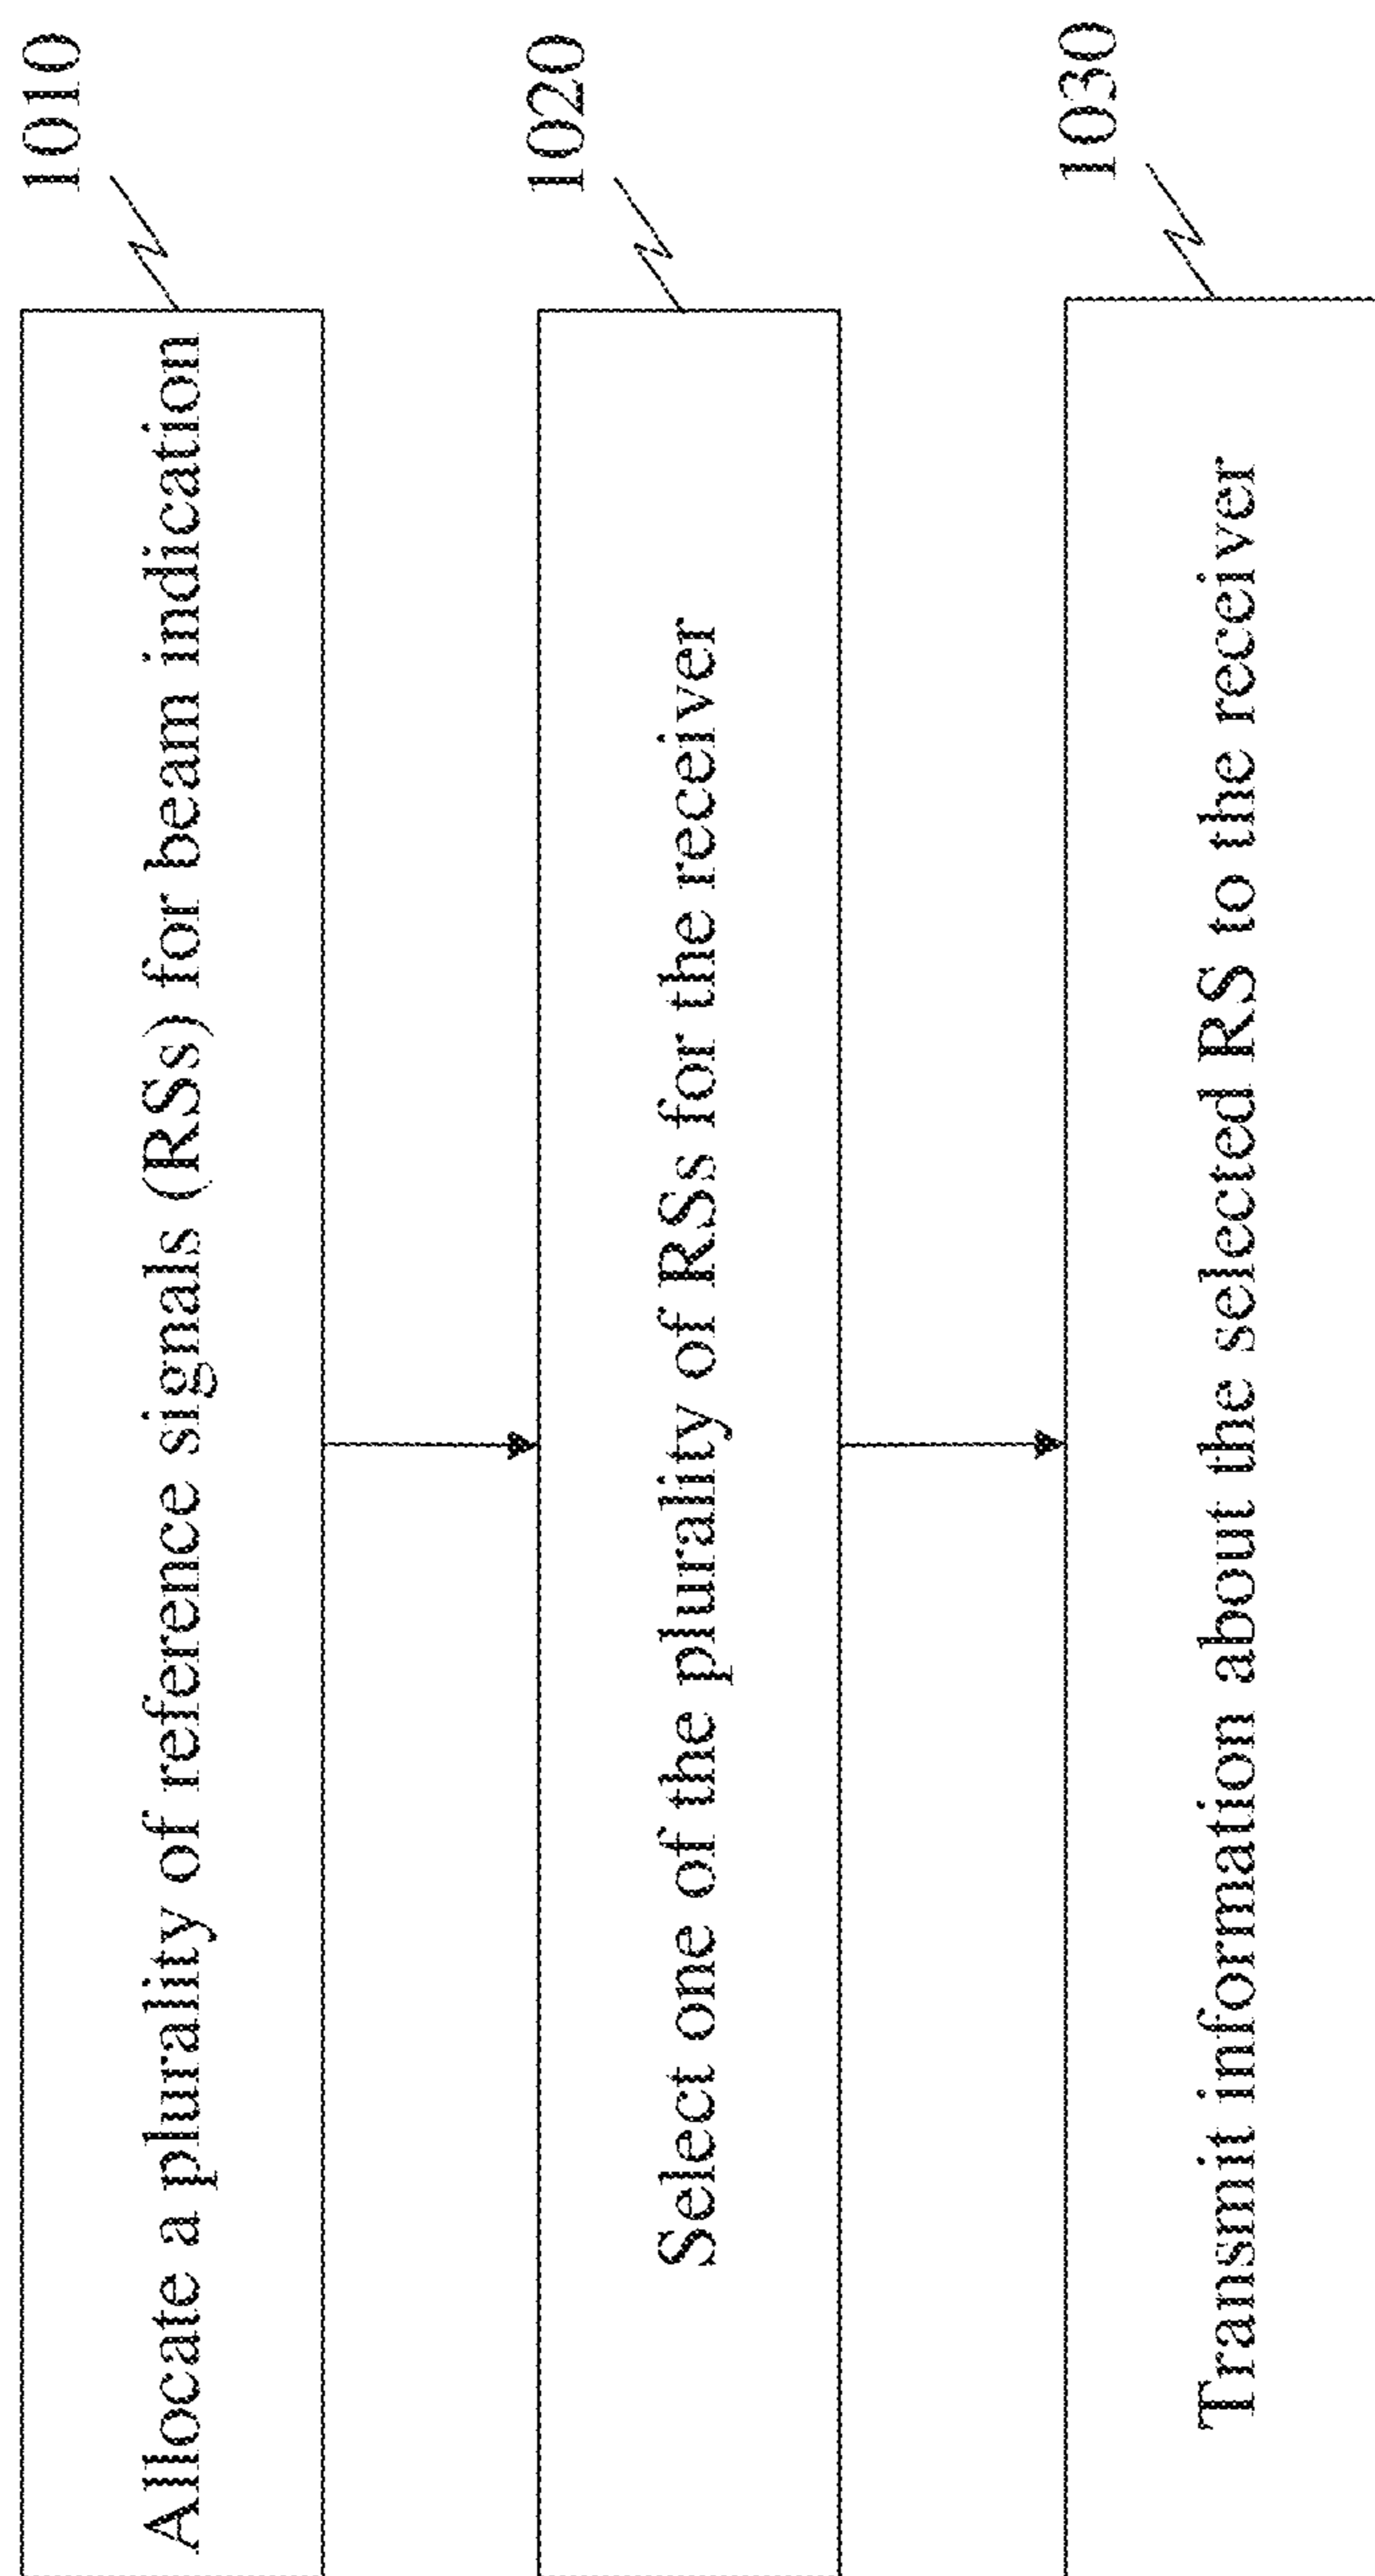 1010
Allocate a plurality of reference signals (RSs) for beam indication
1020
Select one of the plurality of RSs for the receiver
1030
Transmit information about the selected RS to the receiver